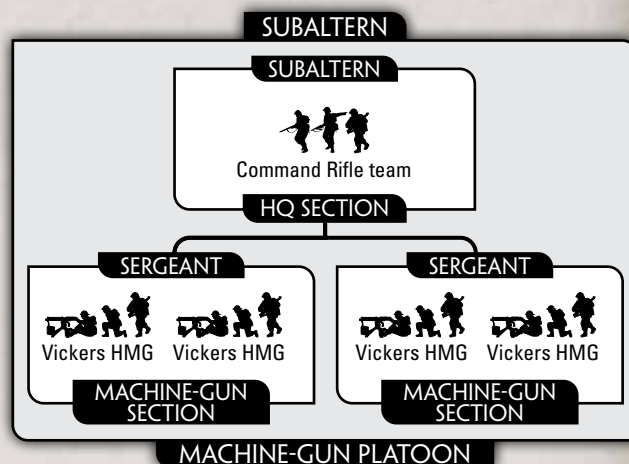 SUBALTERN
SUBALTERN
Command Rifle team
HQ SECTION
SERGEANT
SERGEANT
Vickers HMG
Vickers HMG
Vickers HMG
Vickers HMG
MACHINE-GUN
SECTION
MACHINE-GUN
SECTION
MACHINE-GUN PLATOON